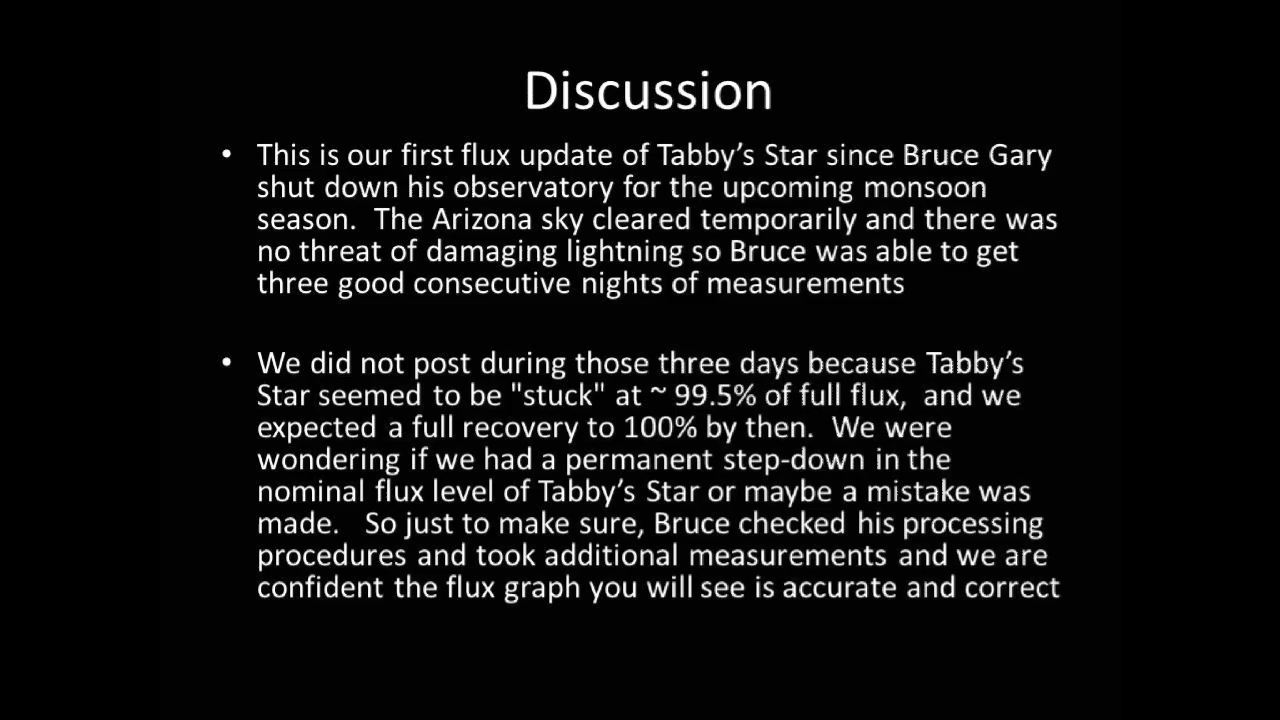 Discussion
• This is our first flux update of Tabby’s Star since Bruce Gary
shut down his observatory for the upcoming monsoon
season.  The Arizona sky cleared temporarily and there was
no threat of damaging lightning so Bruce was able to get
three good consecutive nights of measurements
• We did not post during those three days because Tabby’s
Star seemed to be "stuck" at ~ 99.5% of full flux,  and we
expected a full recovery to 100% by then.  We were
wondering if we had a permanent step-down in the
nominal flux level of Tabby’s Star or maybe a mistake was
made.   So just to make sure, Bruce checked his processing
procedures and took additional measurements and we are
confident the flux graph you will see is accurate and correct